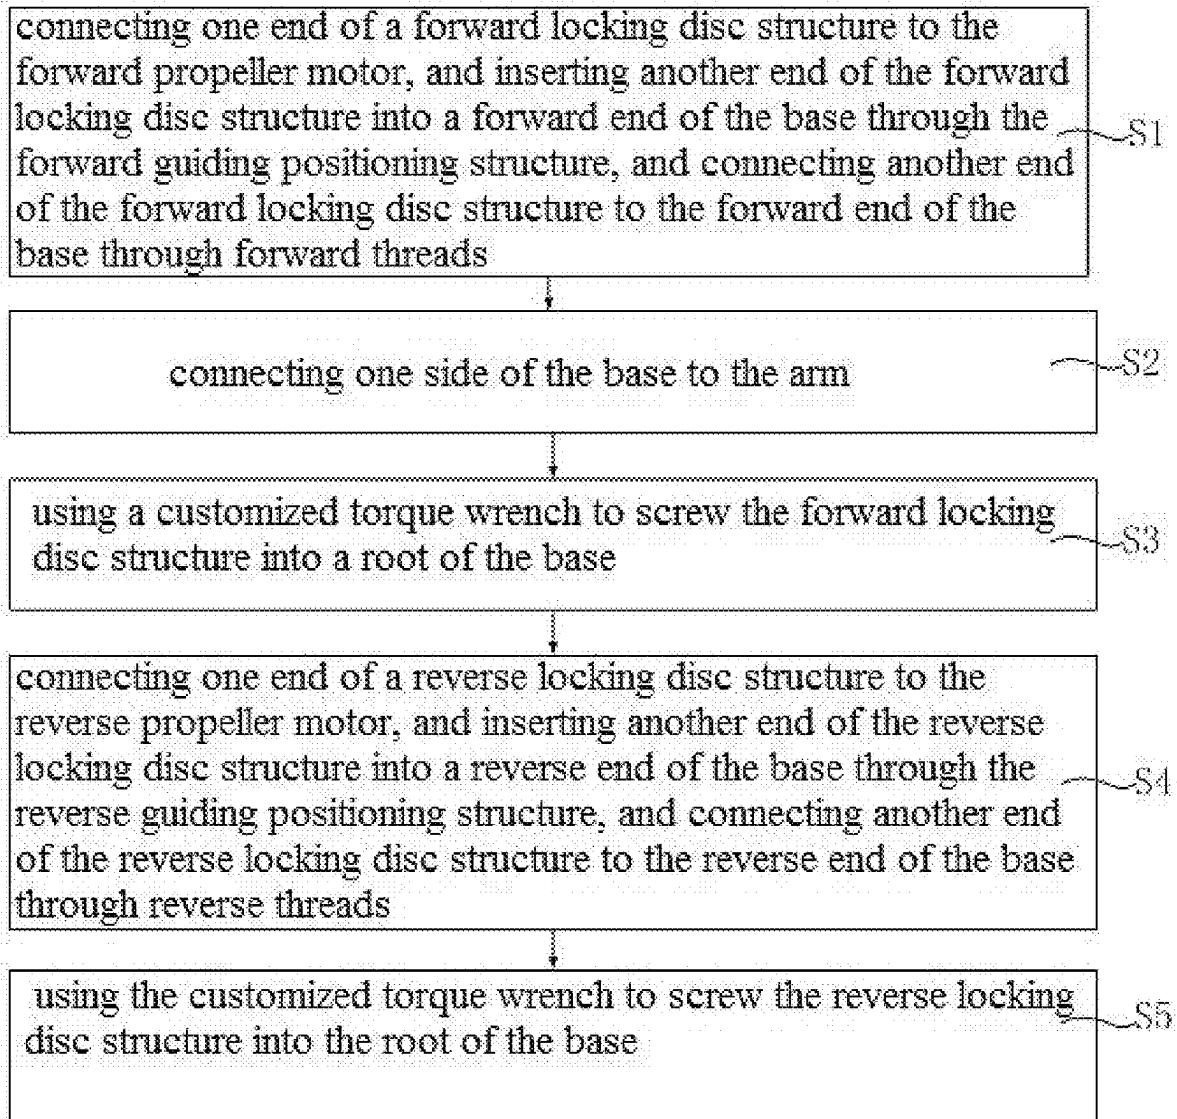 connecting one end of a forward locking disc structure to the
forward propeller motor, and inserting another end of the forward
locking disc structure into a forward end of the base through the
forward guiding positioning structure, and connecting another end
of the forward locking disc structure to the forward end of the
base through forward threads
S1
connecting one side of the base to the arm
S2
using a customized torque wrench to screw the forward locking
disc structure into a root of the base
S3
connecting one end of a reverse locking disc structure to the
reverse propeller motor, and inserting another end of the reverse
locking disc structure into a reverse end of the base through the
reverse guiding positioning structure, and connecting another end
of the reverse locking disc structure to the reverse end of the base
through reverse threads
S4
using the customized torque wrench to screw the reverse locking
disc structure into the root of the base
S5